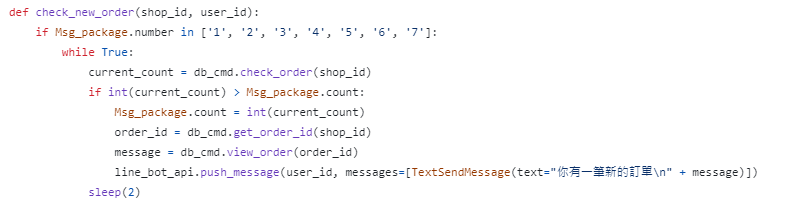 def check_new_order(shop_id, user_id):
    if Msg_package.number in ['1', '2', '3', '4', '5', '6', '7']:
        while True:
            current_count = db_cmd.check_order(shop_id)
            if int(current_count) > Msg_package.count:
                Msg_package.count = int(current_count)
                order_id = db_cmd.get_order_id(shop_id)
                message = db_cmd.view_order(order_id)
                line_bot_api.push_message(user_id, messages=[TextSendMessage(text="你有一筆新的訂單\n" + message)])
            sleep(2)